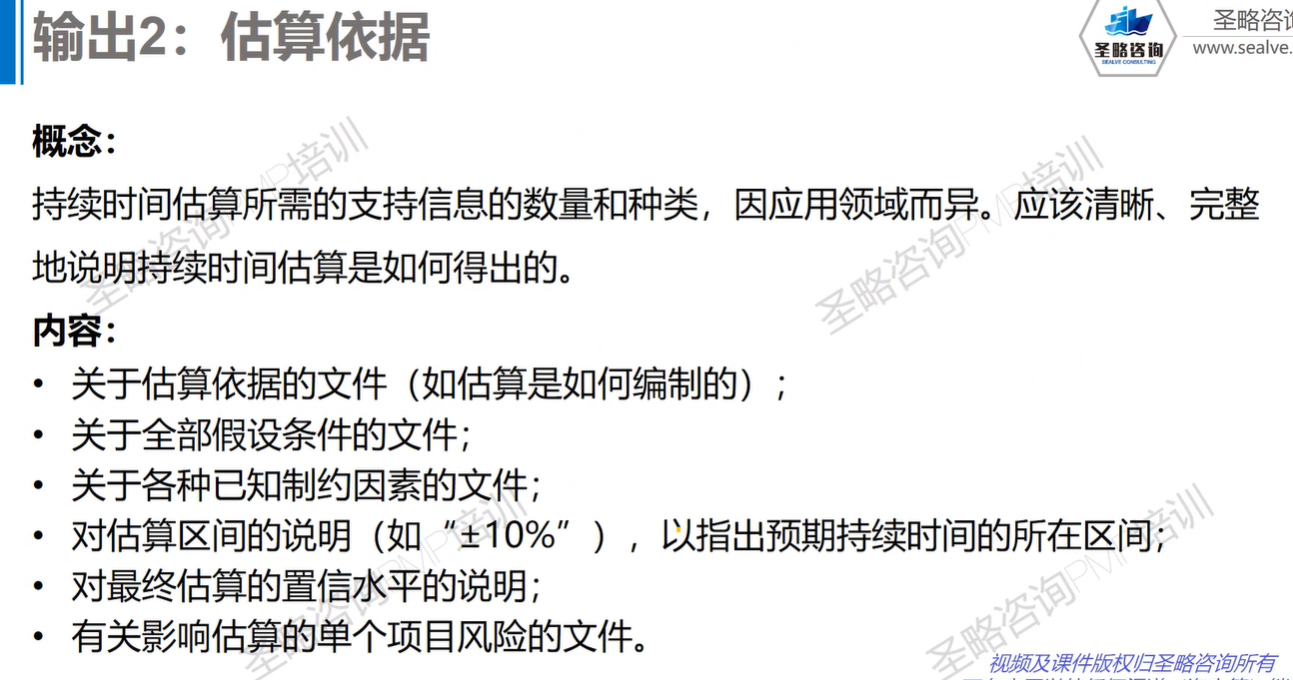 输出2：估算依据
圣略咨询
SEALVE CONSULTING
圣略咨询
www.sealve.
概念：
持续时间估算所需的支持信息的数量和种类，因应用领域而异。应该清晰、完整
地说明持续时间估算是如何得出的。
内容：
• 关于估算依据的文件（如估算是如何编制的）；
• 关于全部假设条件的文件；
• 关于各种已知制约因素的文件；
• 对估算区间的说明（如“±10%”），以指出预期持续时间的所在区间；
• 对最终估算的置信水平的说明；
• 有关影响估算的单个项目风险的文件。
圣略咨询PMP培训
圣略咨询PMP培训
圣略咨询PMP培训
圣略咨询PMP培训
视频及课件版权归圣略咨询所有